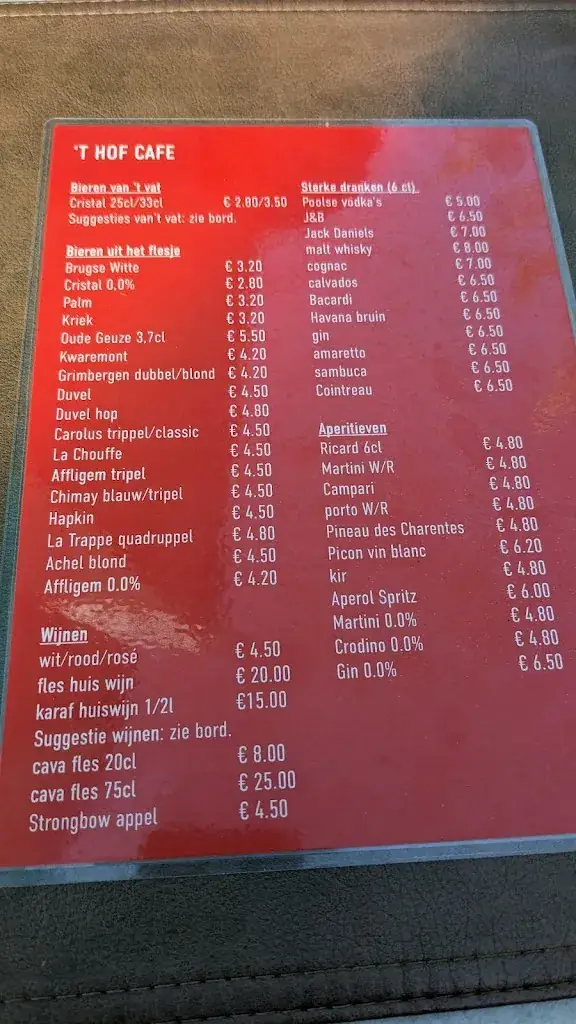 'T HOF CAFE
Bieren van 't vat
Cristal 25cl/33cl € 2.80/3.50
Suggesties van't vat: zie bord.
Bieren uit het flesje
Brugse Witte € 3.20
Cristal 0,0% € 2.80
Palm € 3.20
Kriek € 3.20
Oude Geuze 3,7cl € 5.50
Kwaremont € 4.20
Grimbergen dubbel/blond € 4.20
Duvel € 4.50
Duvel hop € 4.80
Carolus trippel/classic € 4.50
La Chouffe € 4.50
Affligem tripel € 4.50
Chimay blauw/tripel € 4.50
Hapkin € 4.50
La Trappe quadruppel € 4.80
Achel blond € 4.50
Affligem 0.0% € 4.20
Wijnen
wit/rood/rosé € 4.50
fles huis wijn € 20.00
karaf huiswijn 1/2l €15.00
Suggestie wijnen: zie bord.
cava fles 20cl € 8.00
cava fles 75cl € 25.00
Strongbow appel € 4.50
Sterke dranken (6 cl)
Poolse vodka's € 5.00
J&B € 6.50
Jack Daniels € 7.00
malt whisky € 8.00
cognac € 7.00
calvados € 6.50
Bacardi € 6.50
Havana bruin € 6.50
gin € 6.50
amaretto € 6.50
sambuca € 6.50
Cointreau € 6.50
Aperitieven
Ricard 6cl € 4.80
Martini W/R € 4.80
Campari € 4.80
porto W/R € 4.80
Pineau des Charentes € 4.80
Picon vin blanc € 6.20
kir € 4.80
Aperol Spritz € 6.00
Martini 0.0% € 4.80
Crodino 0.0% € 4.80
Gin 0.0% € 6.50